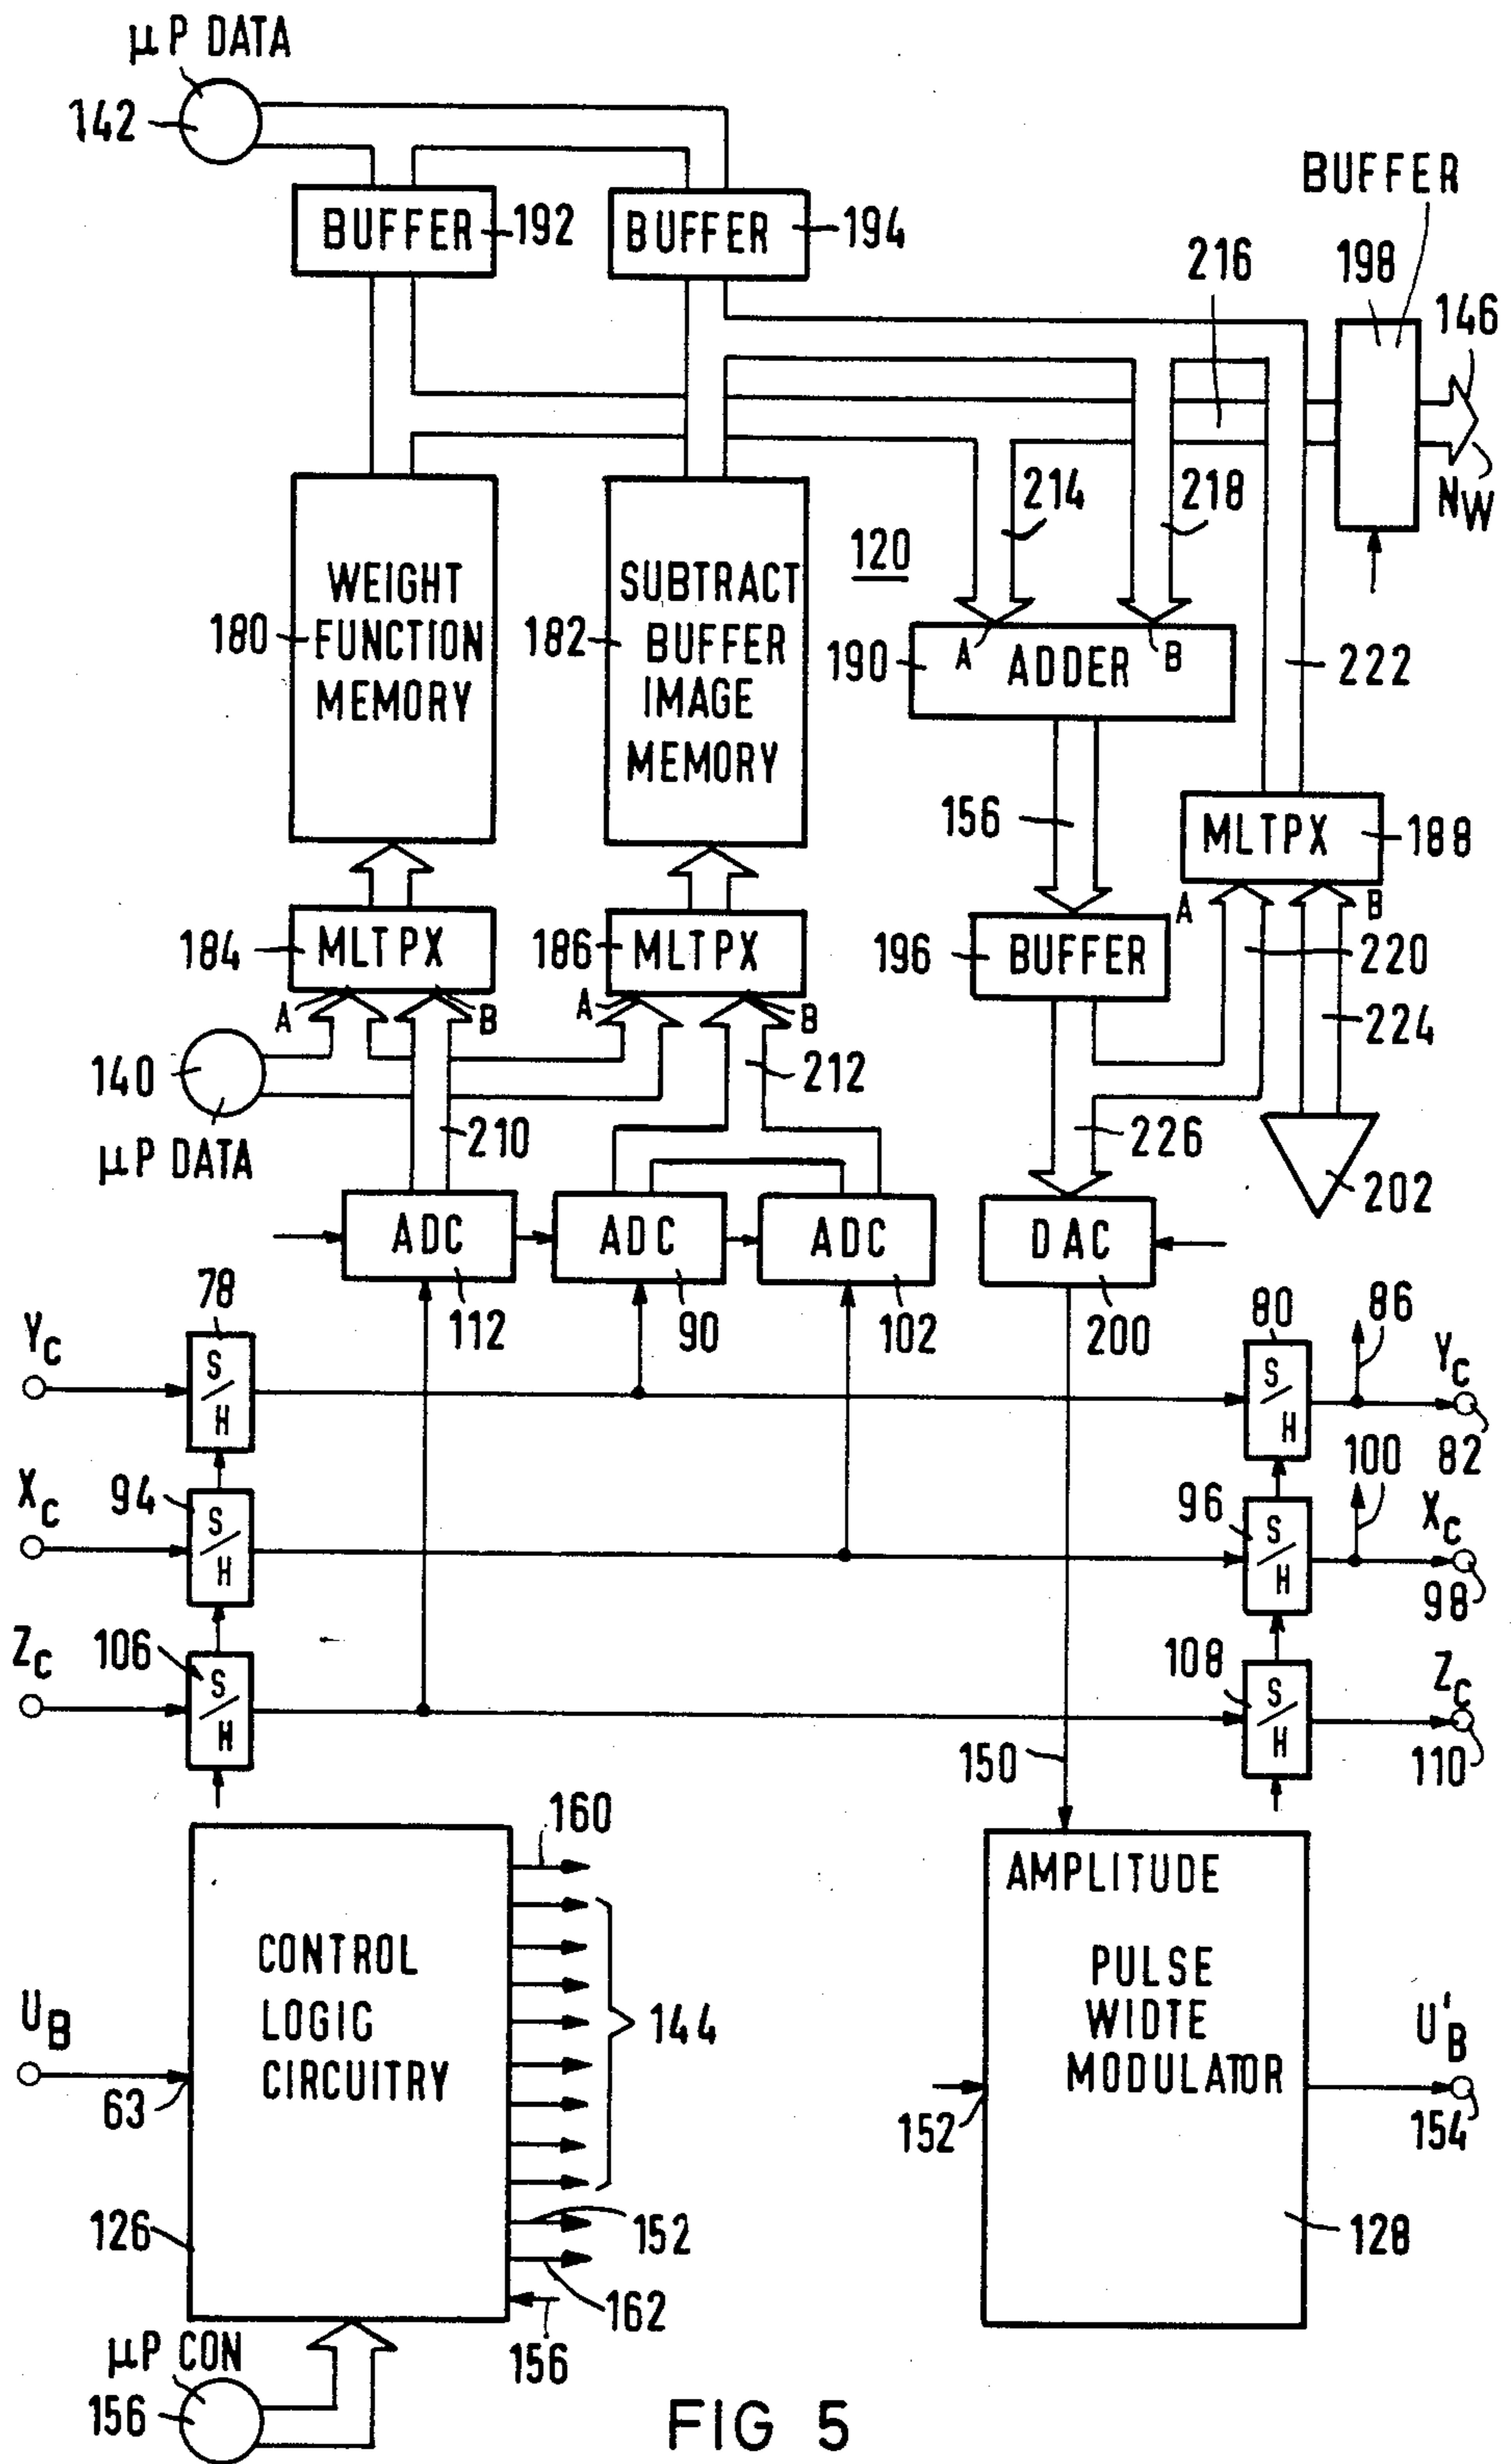 μP DATA
142
BUFFER
192
BUFFER
194
BUFFER
198
216
146
NW
214
218
120
WEIGHT
FUNCTION
MEMORY
180
SUBTRACT
BUFFER
IMAGE
MEMORY
182
190
A
ADDER
B
222
156
MLTPX
188
184
MLTPX
A
B
186
MLTPX
A
B
196
BUFFER
A
B
220
224
140
μP DATA
210
212
226
202
ADC
112
ADC
90
ADC
102
DAC
200
YC
78
S/H
80
S/H
86
YC
82
XC
94
S/H
96
S/H
100
XC
98
ZC
106
S/H
108
S/H
ZC
110
150
160
CONTROL
LOGIC
CIRCUITRY
144
UB
63
126
152
162
156
μP CON
156
AMPLITUDE
PULSE
WIDTE
MODULATOR
152
U'B
154
128
FIG 5